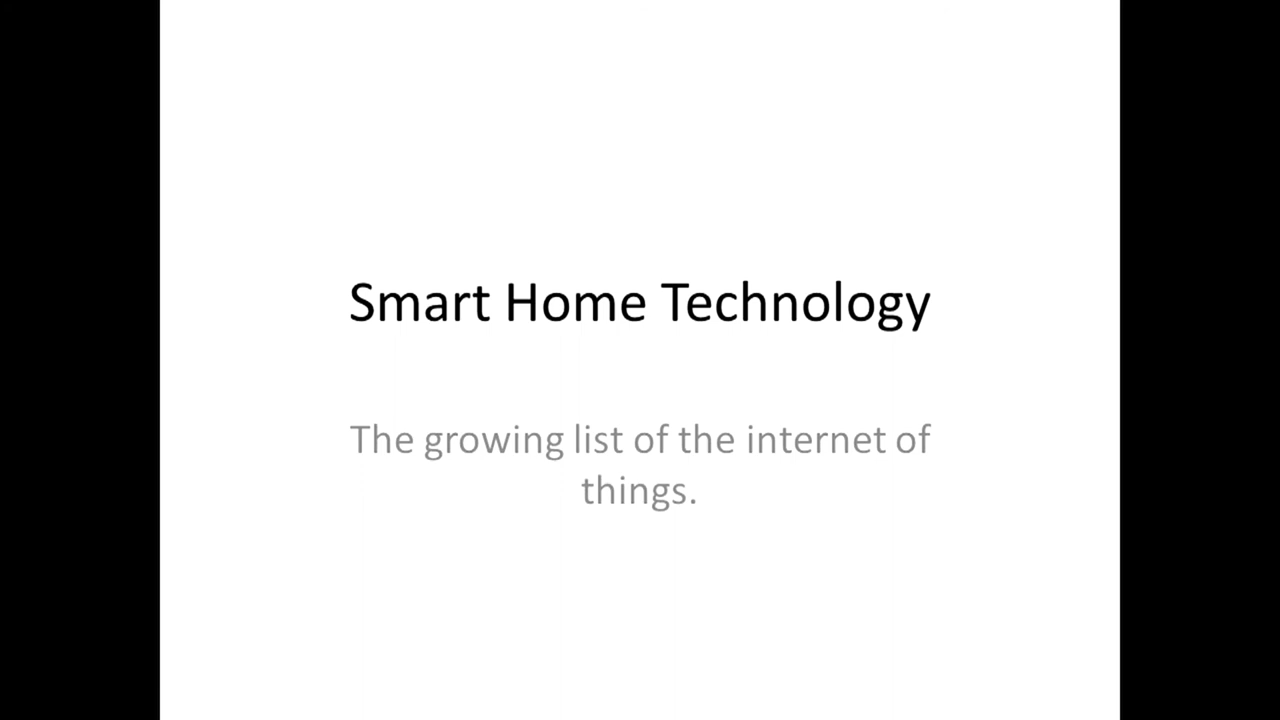 Smart Home Technology
The growing list of the internet of
things.